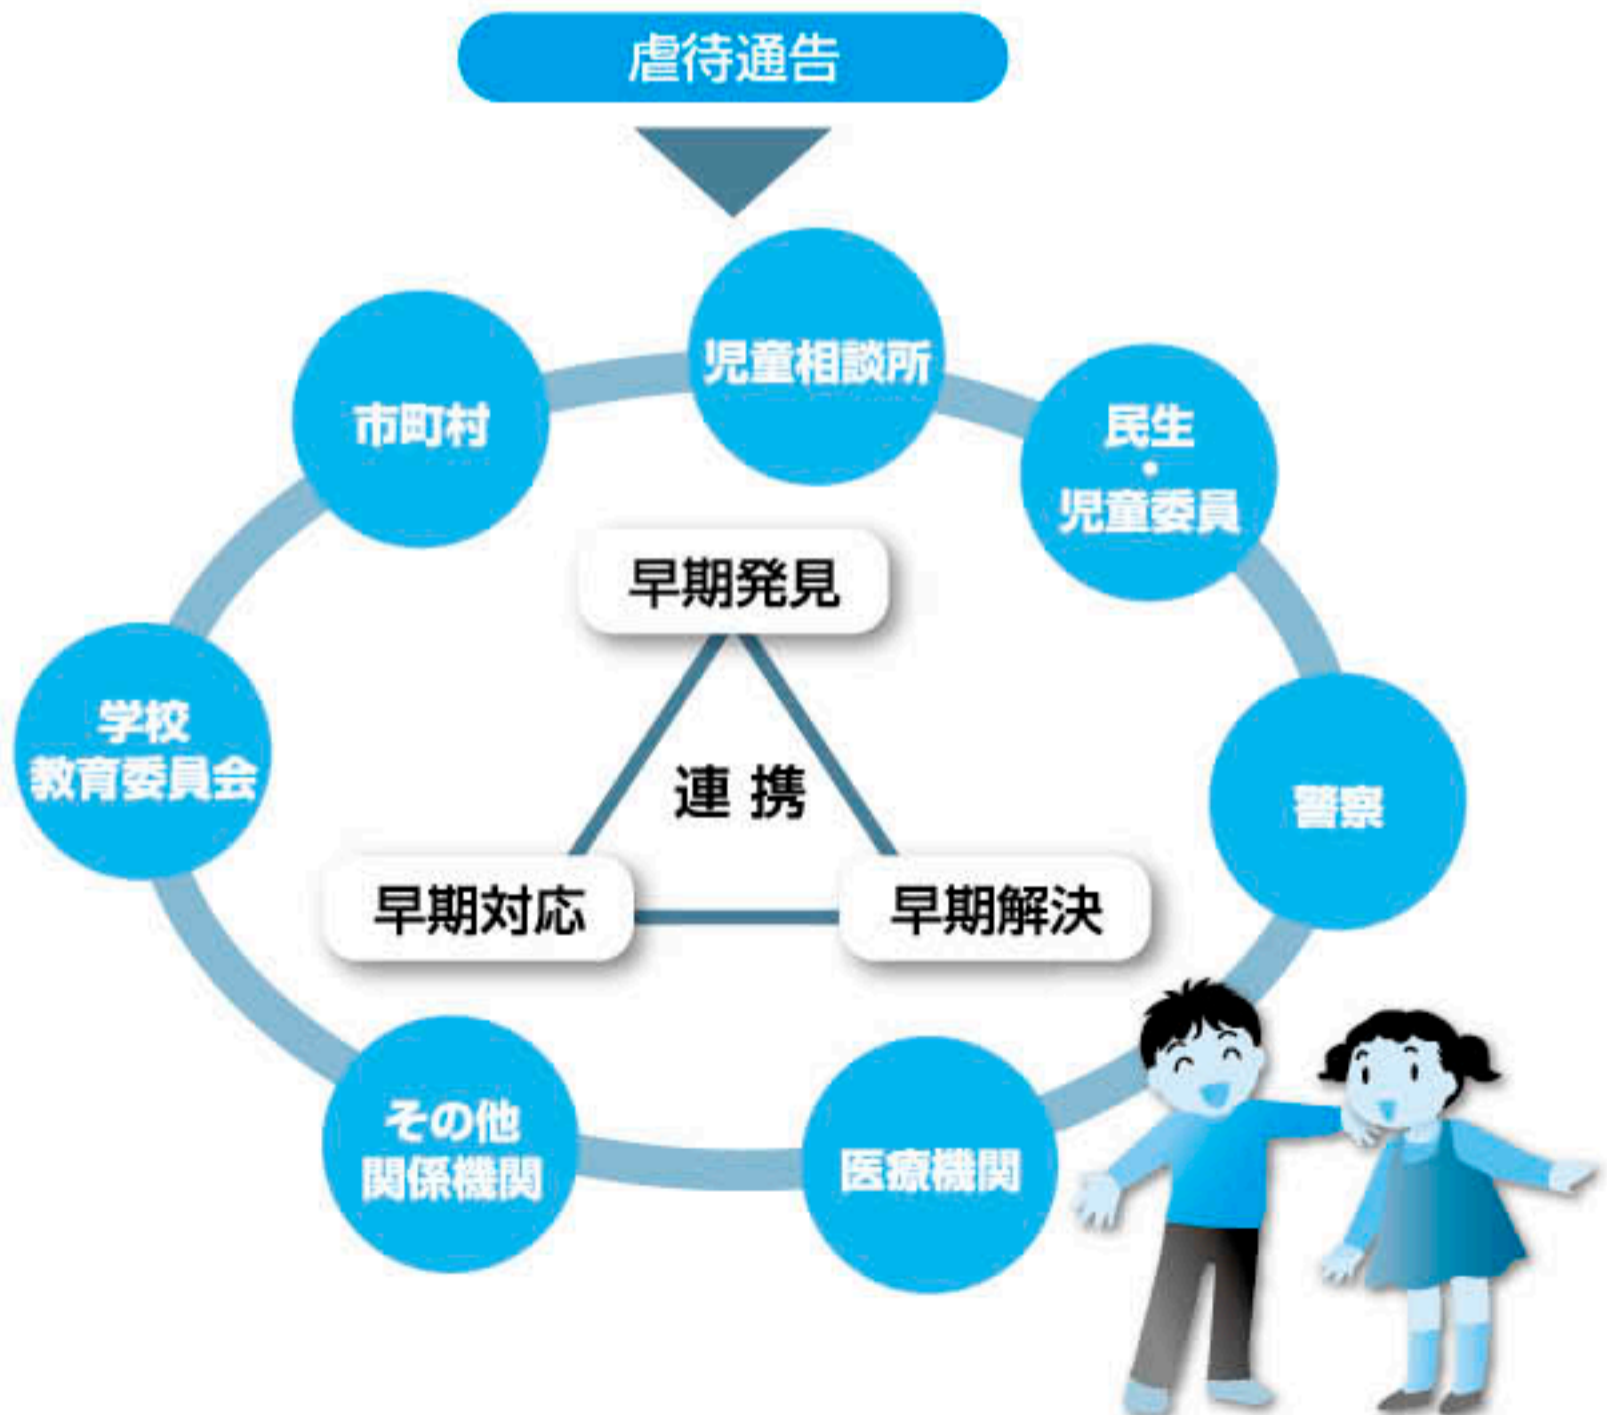 虐待通告
児童相談所
市町村
民生
・
児童委員
早期発見
学校
教育委員会
連携
警察
早期対応
早期解決
その他
関係機関
医療機関